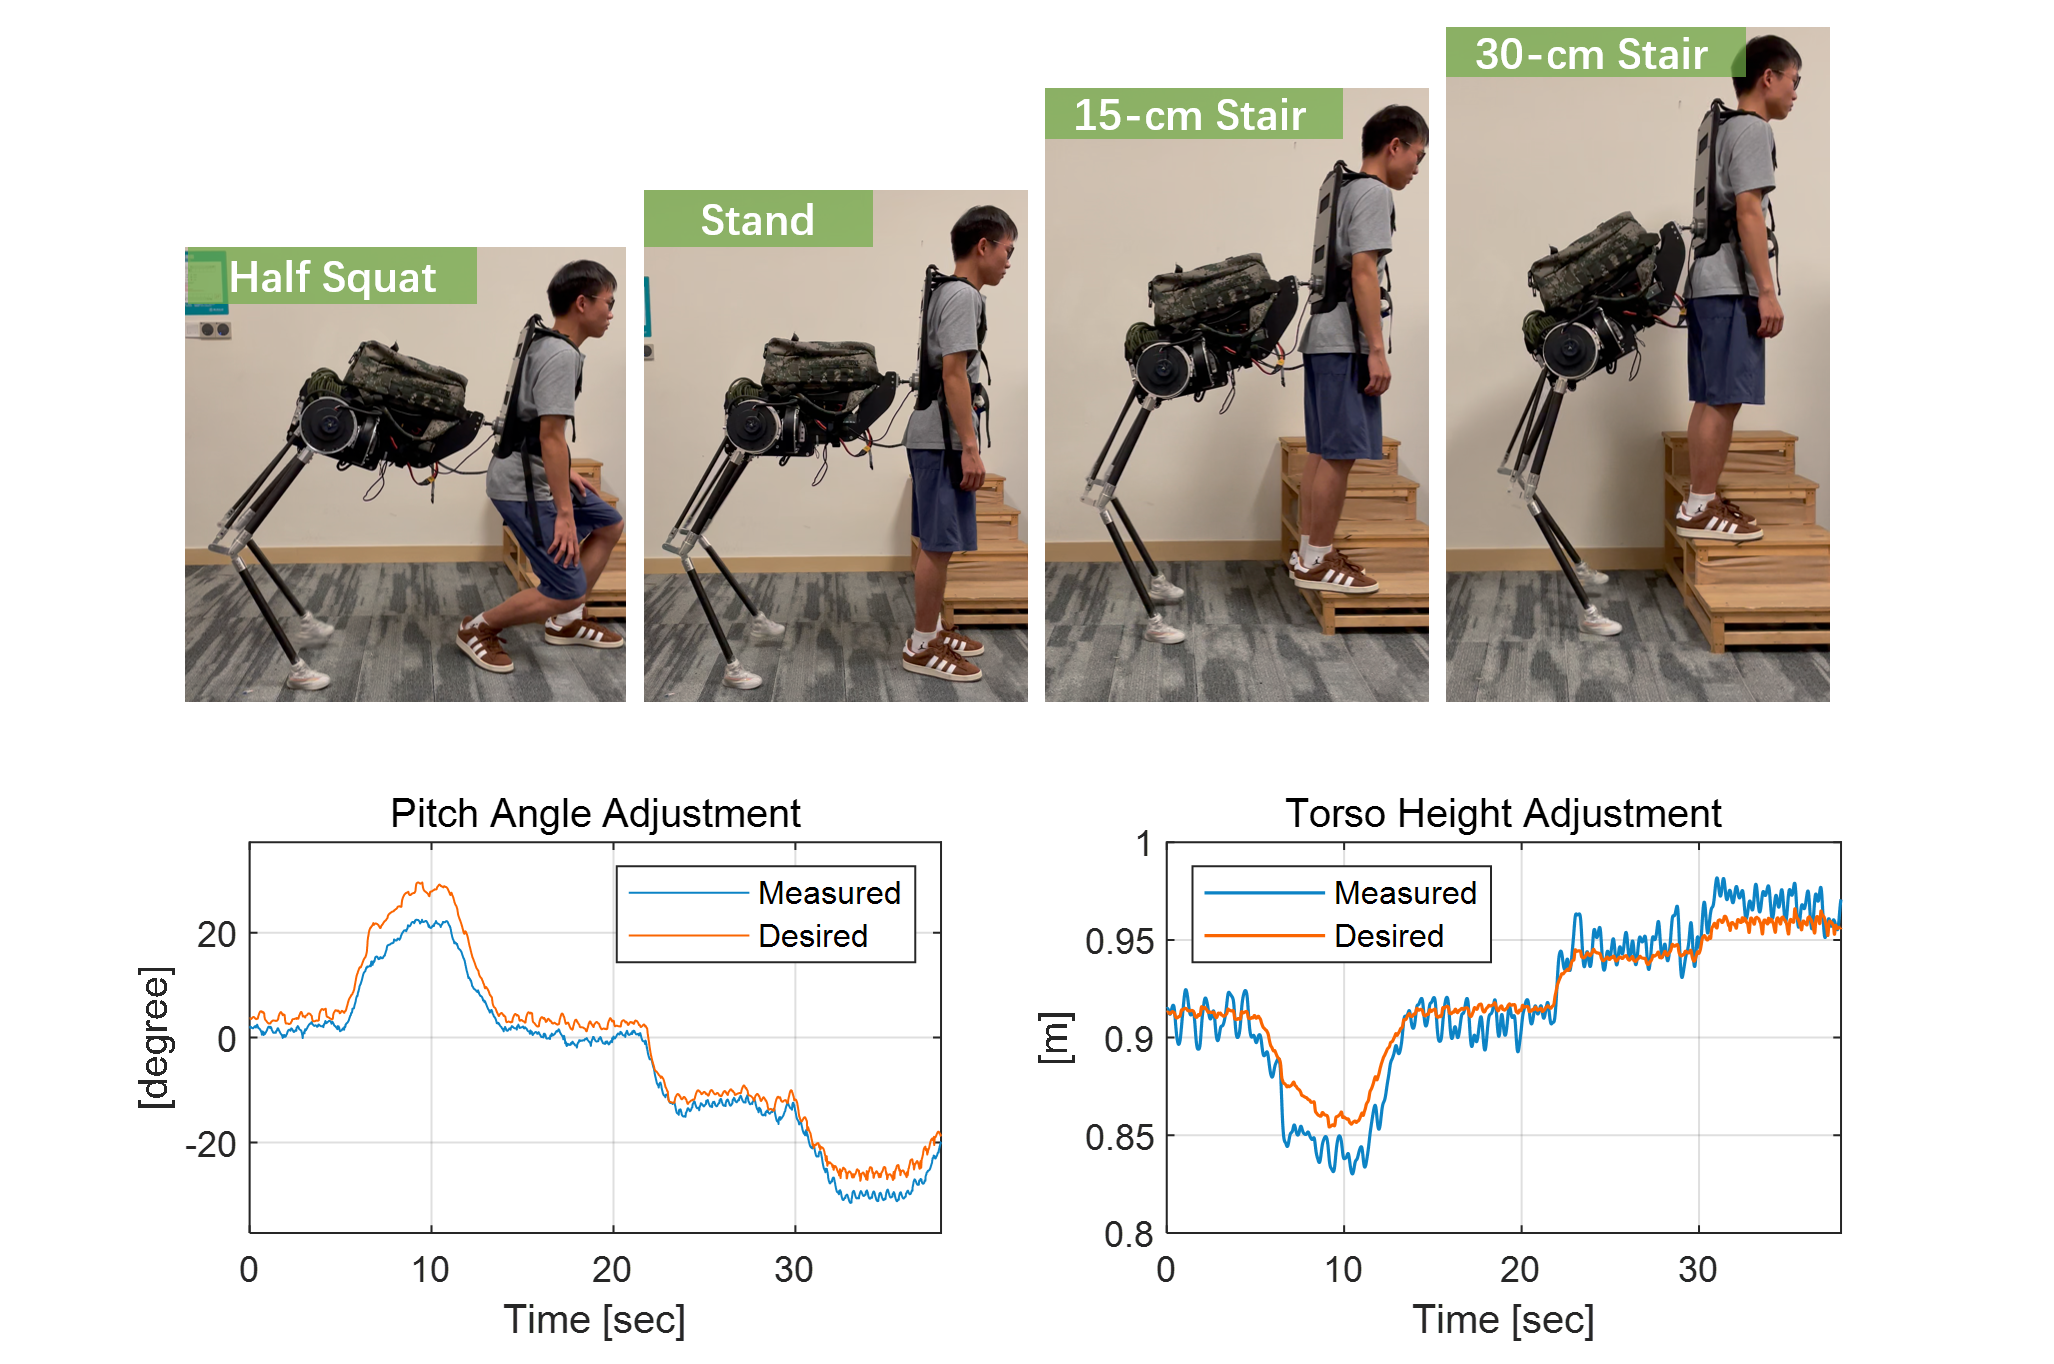 Half Squat
Stand
15-cm Stair
30-cm Stair
Pitch Angle Adjustment
Measured
Desired
20
0
-20
[degree]
0
10
20
30
Time [sec]
Torso Height Adjustment
Measured
Desired
1
0.95
0.9
0.85
0.8
[m]
0
10
20
30
Time [sec]